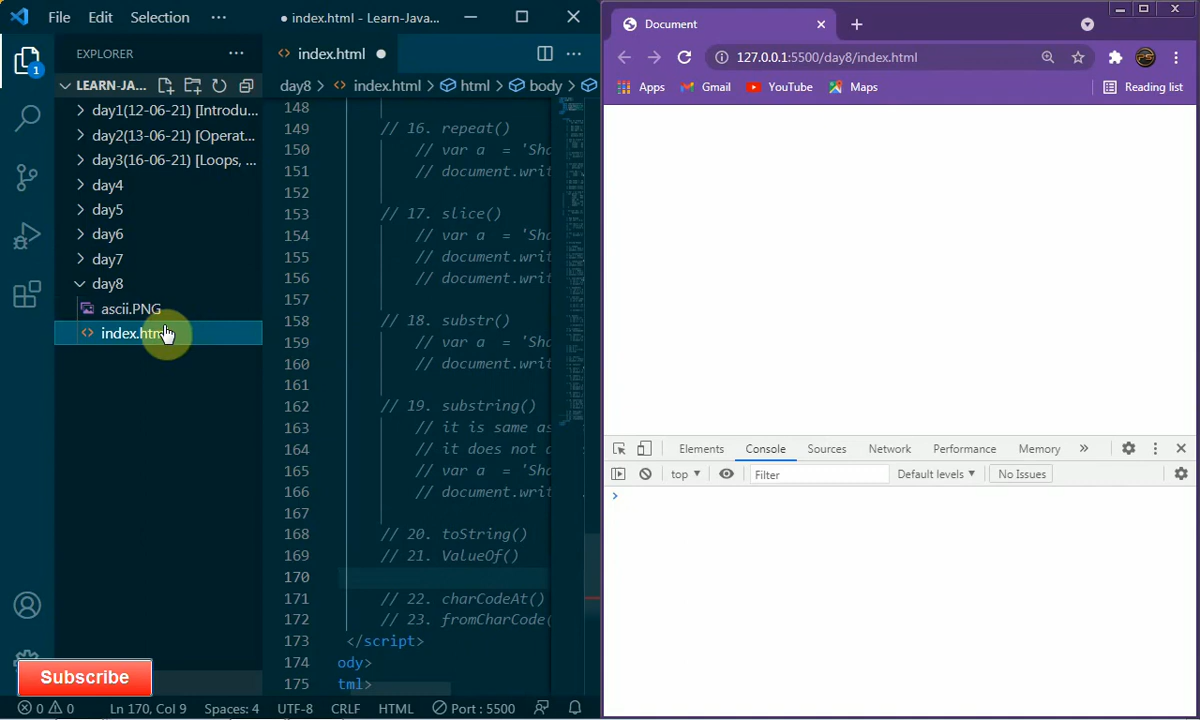 File Edit Selection ···
● index.html - Learn-Java...
EXPLORER
LEARN-JA...
day1(12-06-21) [Introdu...
day2(13-06-21) [Operat...
day3(16-06-21) [Loops, ...
day4
day5
day6
day7
day8
ascii.PNG
index.html
1
Subscribe
index.html
day8 > index.html > html > body >
148
149 // 16. repeat()
150 // var a = 'Sha
151 // document.writ
152
153 // 17. slice()
154 // var a = 'Sha
155 // document.writ
156 // document.writ
157
158 // 18. substr()
159 // var a = 'Sha
160 // document.writ
161
162 // 19. substring()
163 // it is same as
164 // it does not a
165 // var a = 'Sha
166 // document.writ
167
168 // 20. toString()
169 // 21. ValueOf()
170
171 // 22. charCodeAt()
172 // 23. fromCharCode(
173 </script>
174 ody>
175 tml>
0 0 Ln 170, Col 9 Spaces: 4 UTF-8 CRLF HTML Port : 5500
Document
127.0.0.1:5500/day8/index.html
Apps Gmail YouTube Maps Reading list
Elements Console Sources Network Performance Memory »
top Filter Default levels No Issues